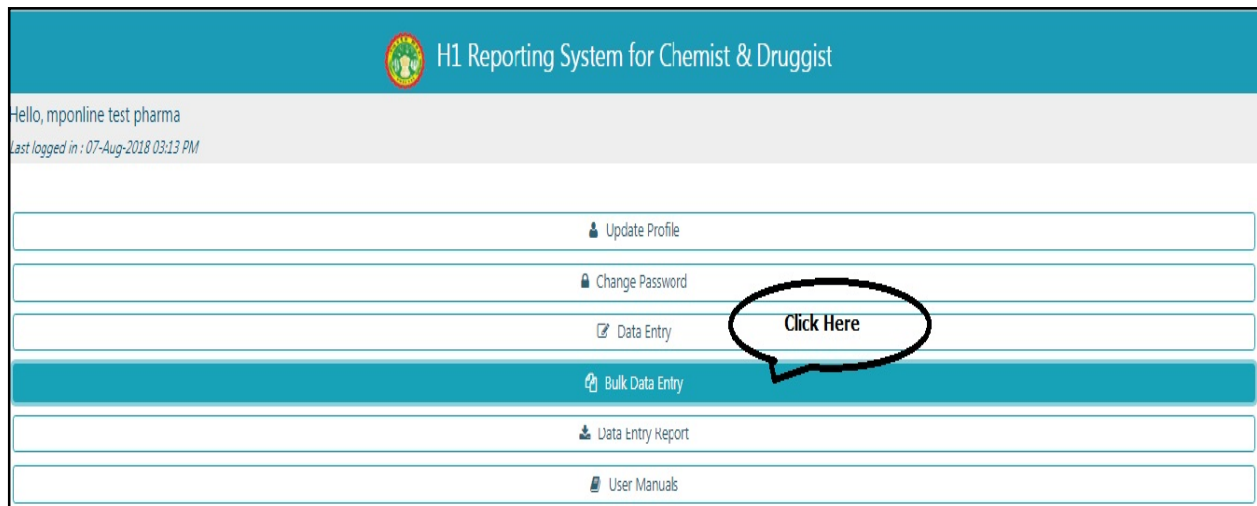 H1 Reporting System for Chemist & Druggist
Hello, mponline test pharma
Last logged in : 07-Aug-2018 03:13 PM
Update Profile
Change Password
Data Entry
Click Here
Bulk Data Entry
Data Entry Report
User Manuals